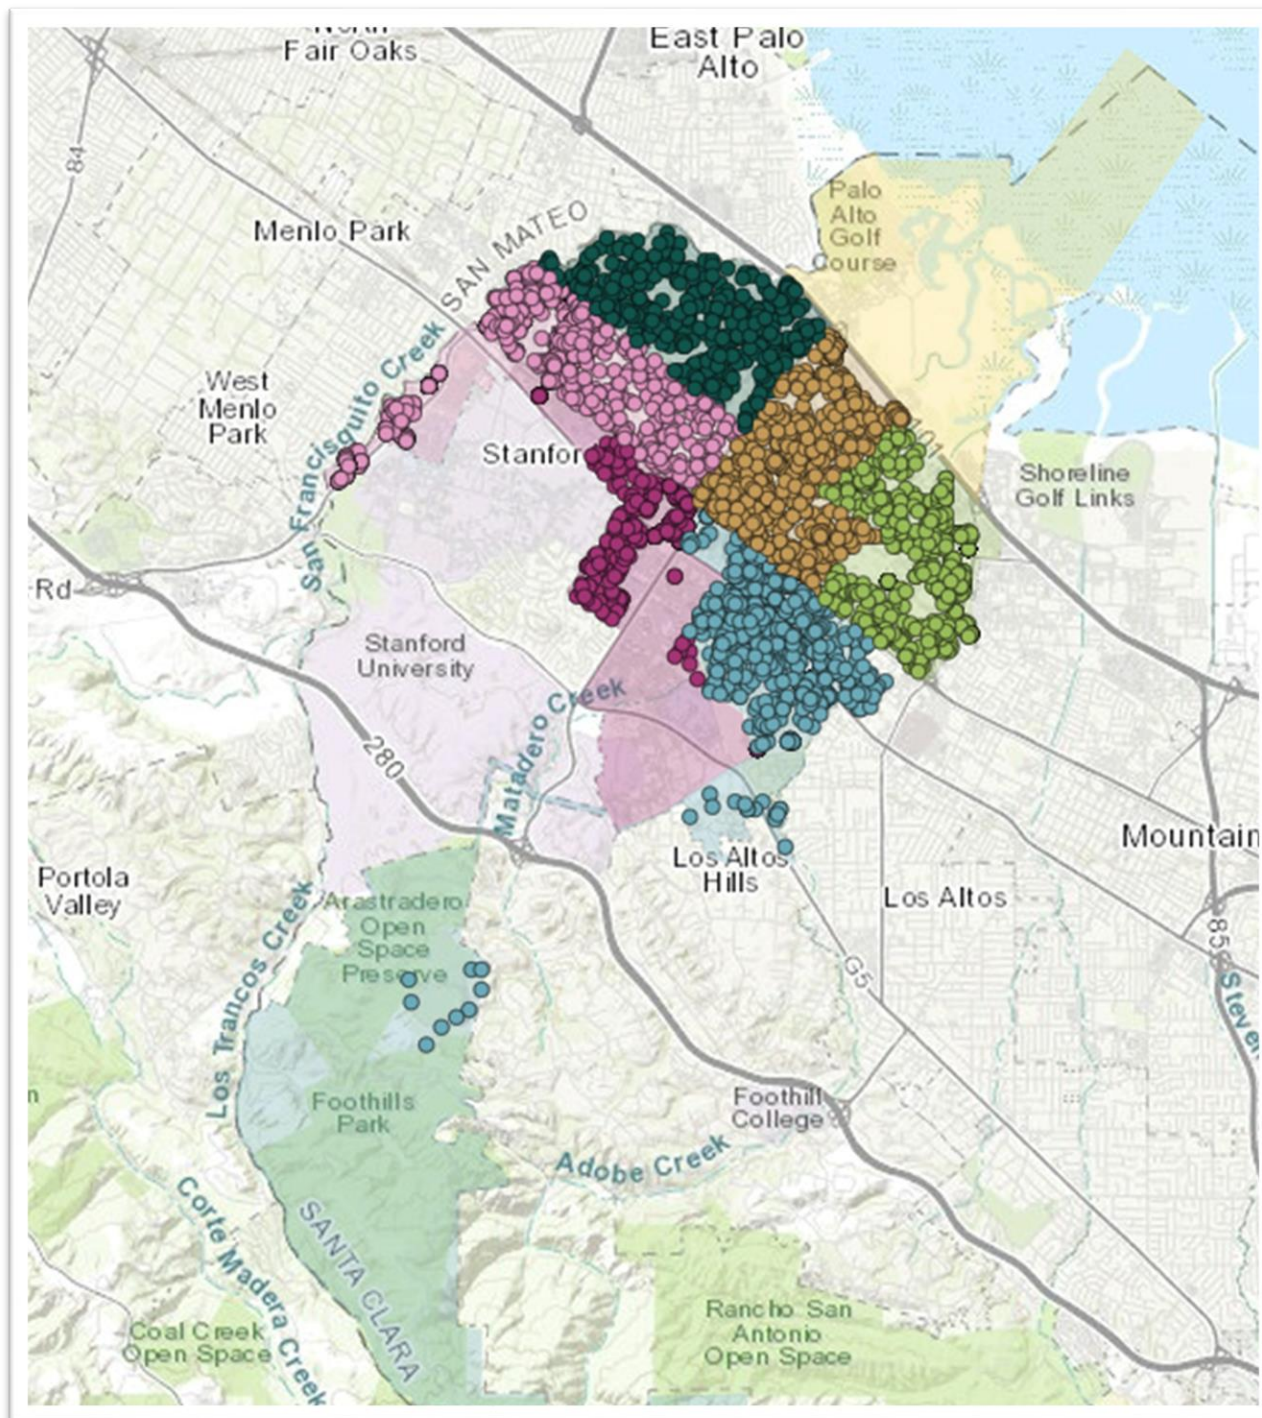 North
Fair Oaks
East Palo
Alto
84
Menlo Park
SAN MATEO
Palo
Alto
Golf
Course
West
Menlo
Park
San Francisquito Creek
Stanfor
101
Shoreline
Golf Links
Rd
Stanford
University
Matadero Creek
280
Mountain
Los Altos
Hills
Portola
Valley
Los Altos
Arastradero
Open
Space
Preserve
Los Trancos Creek
G5
85
Steven
Foothills
Park
Foothill
College
n
Adobe Creek
Corte Madera Creek
SANTA CLARA
Coal Creek
Open Space
Rancho San
Antonio
Open Space